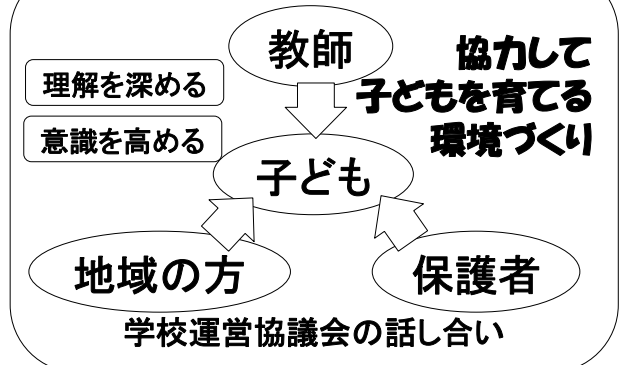 教師
協力して
子どもを育てる
環境づくり
理解を深める
意識を高める
子ども
地域の方
保護者
学校運営協議会の話し合い